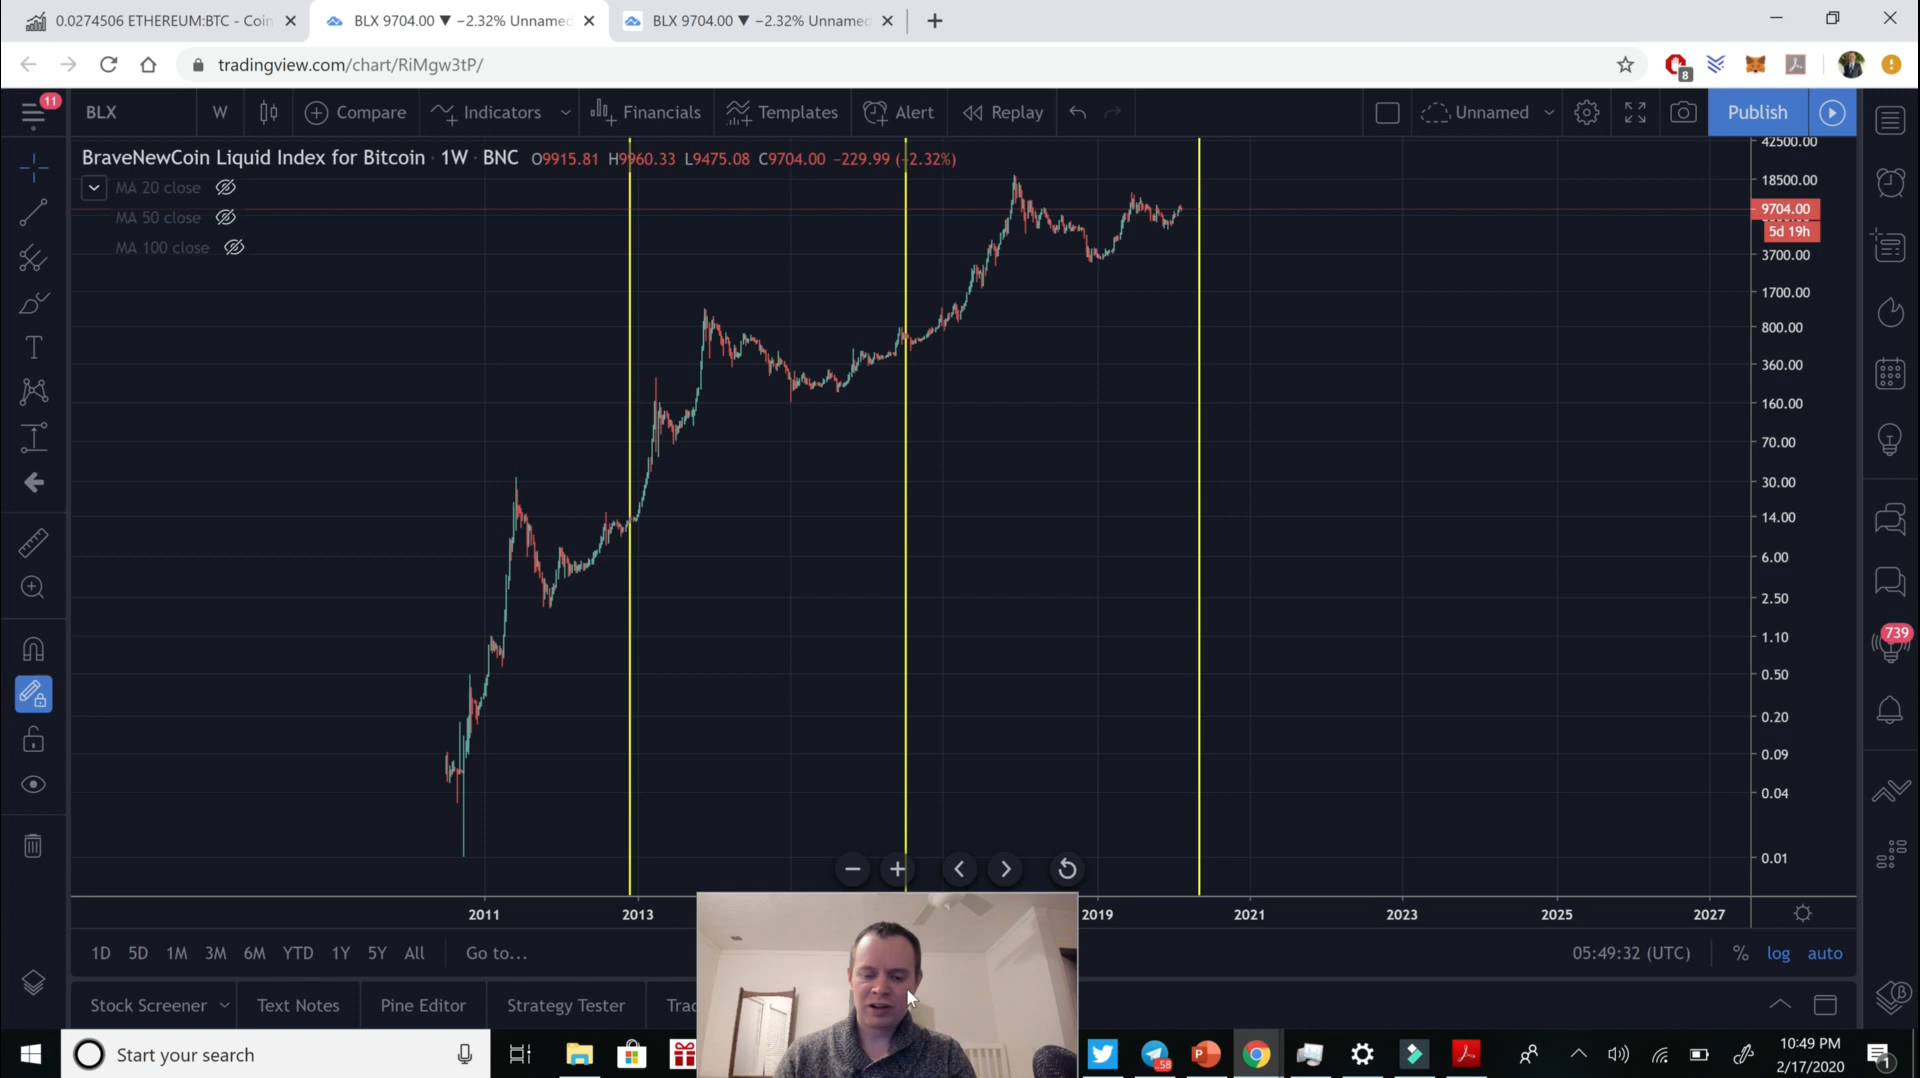 0.0274506 ETHEREUM:BTC - Coin
BLX 9704.00 ▼ −2.32% Unnamed
BLX 9704.00 ▼ −2.32% Unnamed
tradingview.com/chart/RiMgw3tP/
8
11
BLX
W
Compare
Indicators
Financials
Templates
Alert
Replay
Unnamed
Publish
BraveNewCoin Liquid Index for Bitcoin · 1W · BNC O9915.81 H9960.33 L9475.08 C9704.00 −229.99 (−2.32%)
MA 20 close
MA 50 close
MA 100 close
42500.00
18500.00
9704.00
5d 19h
3700.00
1700.00
800.00
360.00
160.00
70.00
30.00
14.00
6.00
2.50
1.10
0.50
0.20
0.09
0.04
0.01
739
2011
2013
2019
2021
2023
2025
2027
1D 5D 1M 3M 6M YTD 1Y 5Y All Go to...
05:49:32 (UTC) % log auto
Stock Screener
Text Notes
Pine Editor
Strategy Tester
Start your search
58
10:49 PM
2/17/2020
1